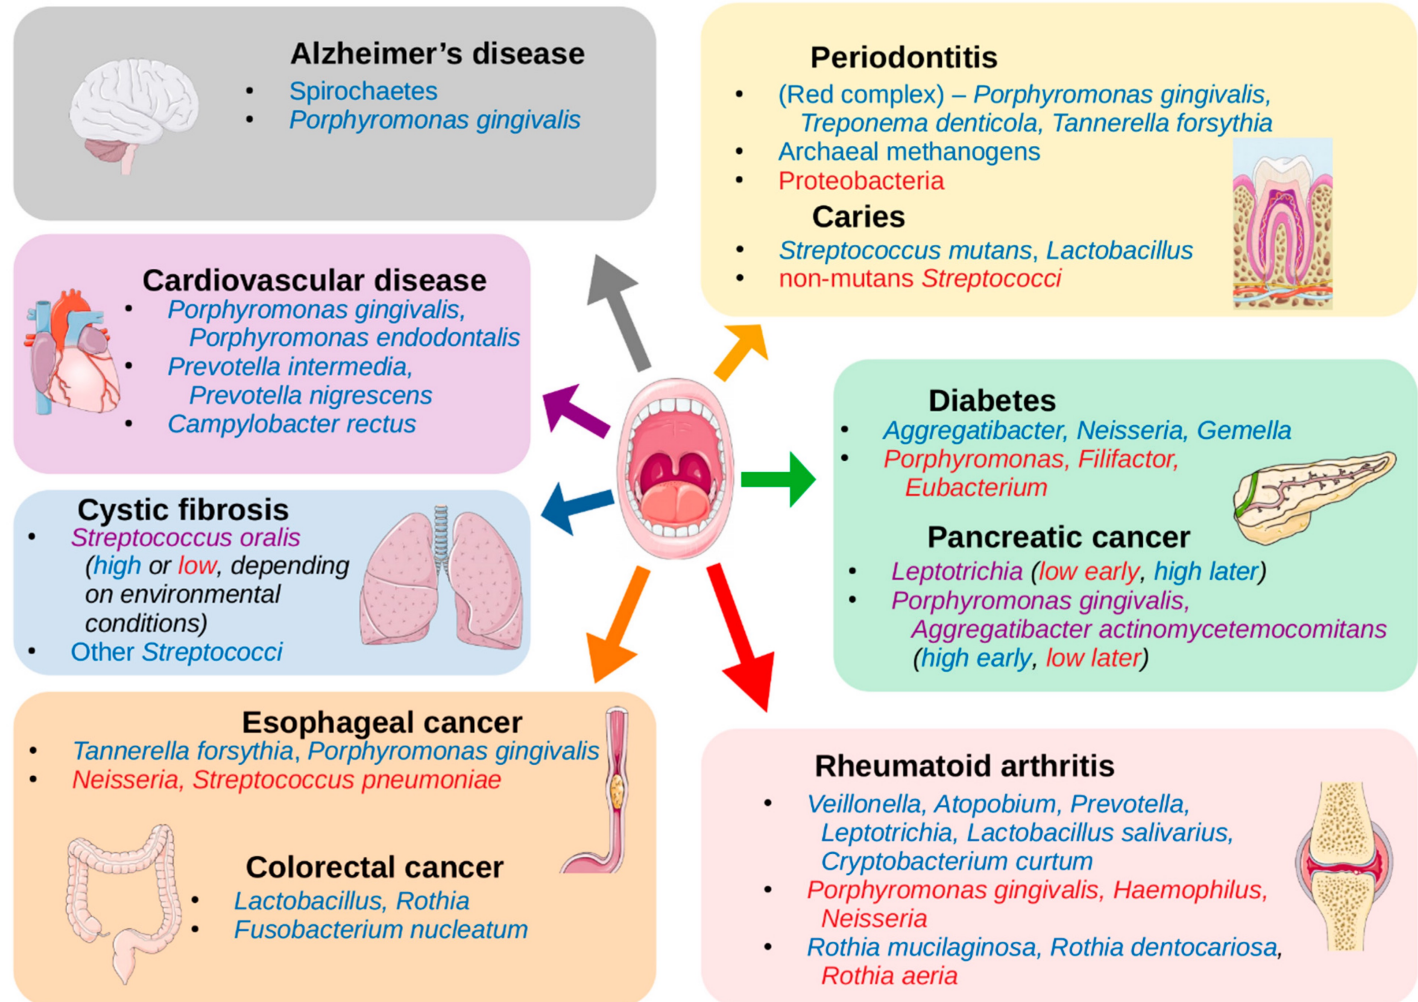 Alzheimer's disease
• Spirochaetes
• Porphyromonas gingivalis
Periodontitis
• (Red complex) – Porphyromonas gingivalis,
Treponema denticola, Tannerella forsythia
• Archaeal methanogens
• Proteobacteria
Caries
• Streptococcus mutans, Lactobacillus
• non-mutans Streptococci
Cardiovascular disease
• Porphyromonas gingivalis,
Porphyromonas endodontalis
• Prevotella intermedia,
Prevotella nigrescens
• Campylobacter rectus
Diabetes
• Aggregatibacter, Neisseria, Gemella
• Porphyromonas, Filifactor,
Eubacterium
Pancreatic cancer
• Leptotrichia (low early, high later)
• Porphyromonas gingivalis,
Aggregatibacter actinomycetemocomitans
(high early, low later)
Cystic fibrosis
• Streptococcus oralis
(high or low, depending
on environmental
conditions)
• Other Streptococci
Esophageal cancer
• Tannerella forsythia, Porphyromonas gingivalis
• Neisseria, Streptococcus pneumoniae
Colorectal cancer
• Lactobacillus, Rothia
• Fusobacterium nucleatum
Rheumatoid arthritis
• Veillonella, Atopobium, Prevotella,
Leptotrichia, Lactobacillus salivarius,
Cryptobacterium curtum
• Porphyromonas gingivalis, Haemophilus,
Neisseria
• Rothia mucilaginosa, Rothia dentocariosa,
Rothia aeria